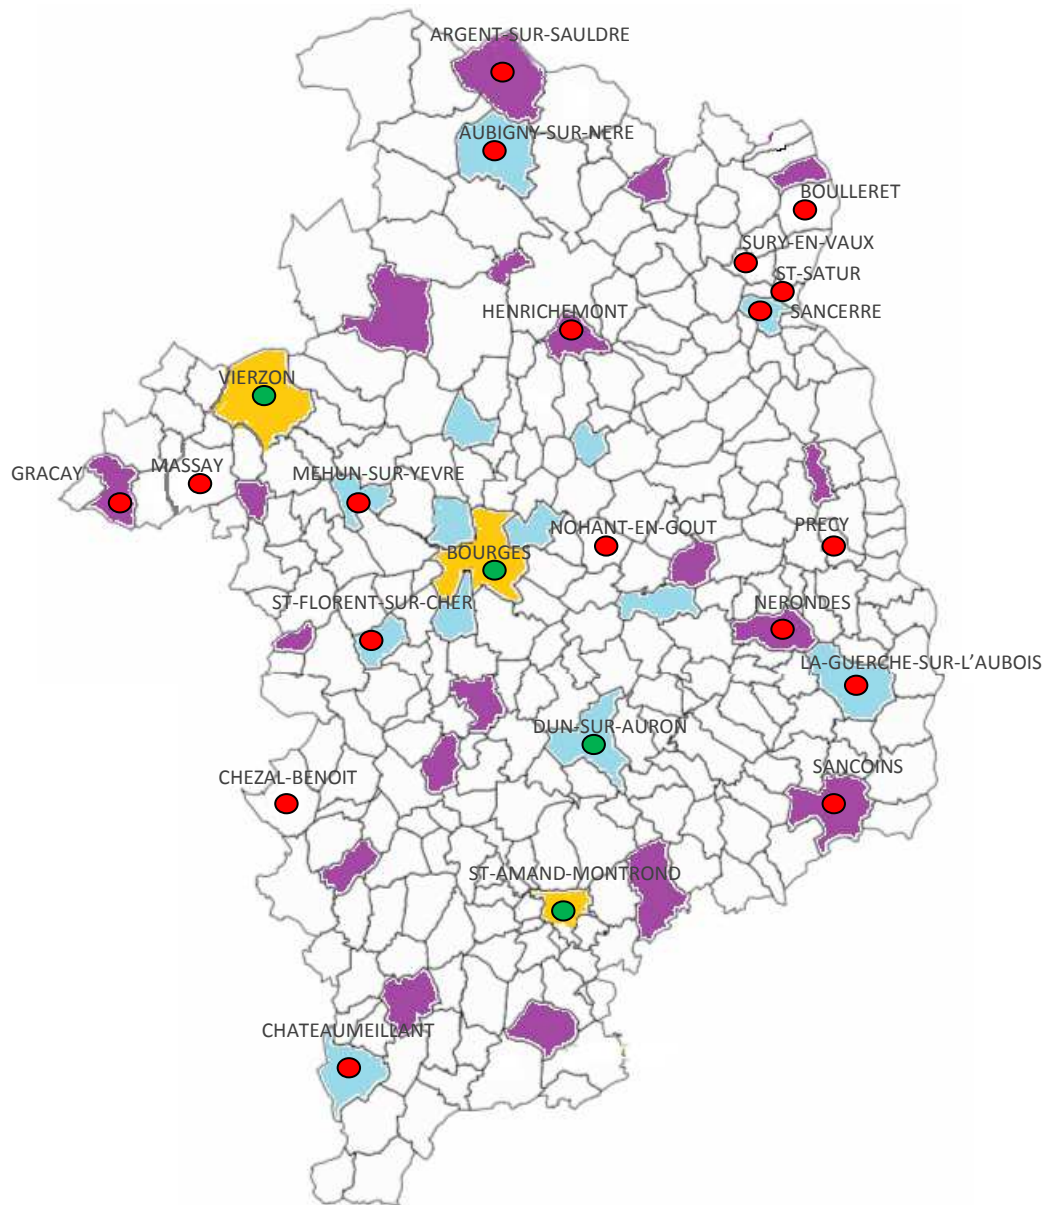 ARGENT-SUR-SAULDRE
AUBIGNY-SUR-NERE
BOULLERET
SURY-EN-VAUX
ST-SATUR
HENRICHEMONT
SANCERRE
VIERZON
GRACAY
MASSAY
MEHUN-SUR-YEVRE
NOHANT-EN-GOUT
PRECY
BOURGES
ST-FLORENT-SUR-CHER
NERONDES
LA-GUERCHE-SUR-L'AUBOIS
DUN-SUR-AURON
CHEZAL-BENOIT
SANCOINS
ST-AMAND-MONTROND
CHATEAUMEILLANT